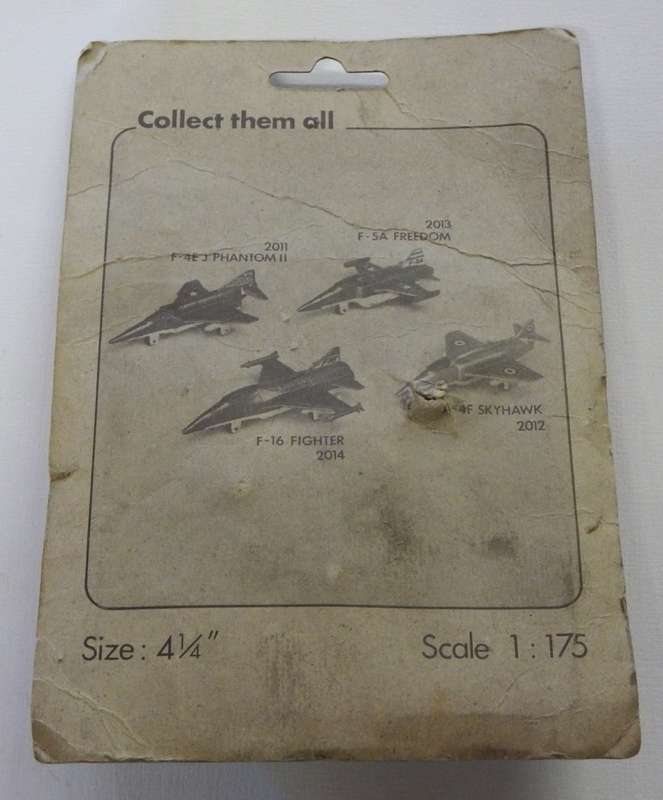 Collect them all
2011
F-4E J PHANTOM II
2013
F-5A FREEDOM
F-16 FIGHTER
2014
A-4F SKYHAWK
2012
Size: 4¼"
Scale 1:175